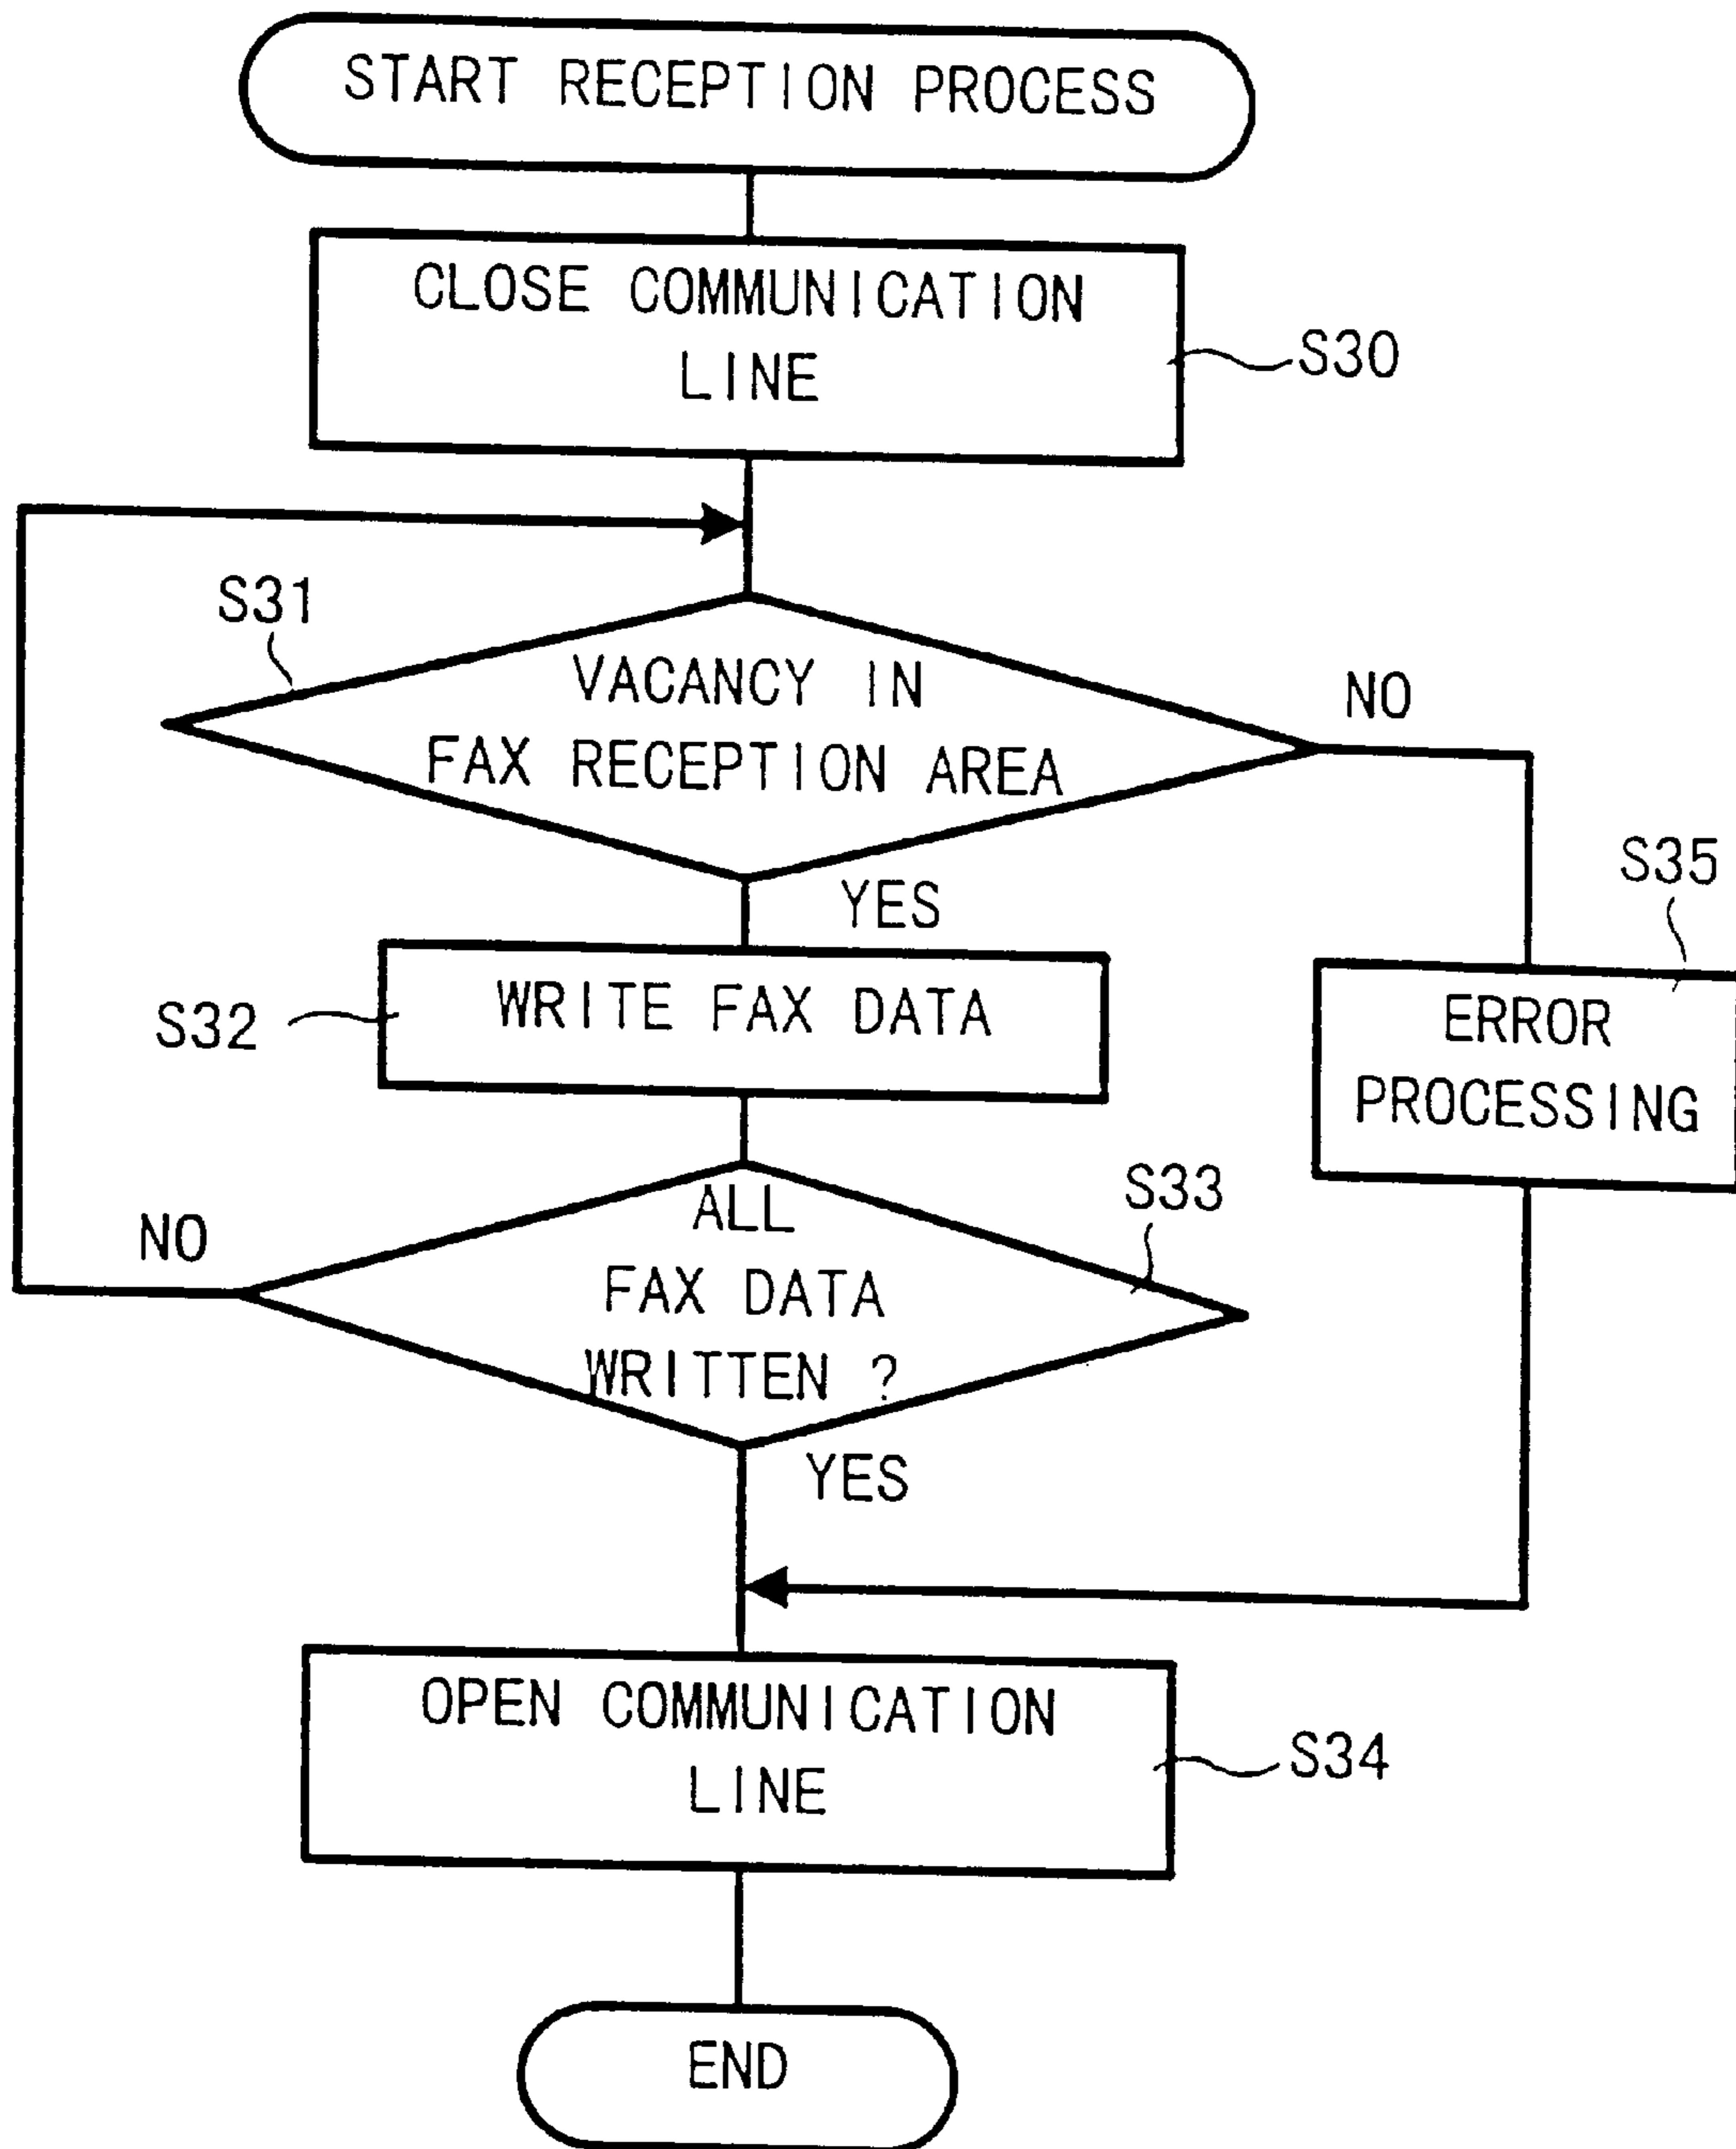 START RECEPTION PROCESS
CLOSE COMMUNICATION
LINE
S30
S31
VACANCY IN
FAX RECEPTION AREA
NO
YES
S35
S32
WRITE FAX DATA
ERROR
PROCESSING
S33
NO
ALL
FAX DATA
WRITTEN ?
YES
OPEN COMMUNICATION
LINE
S34
END